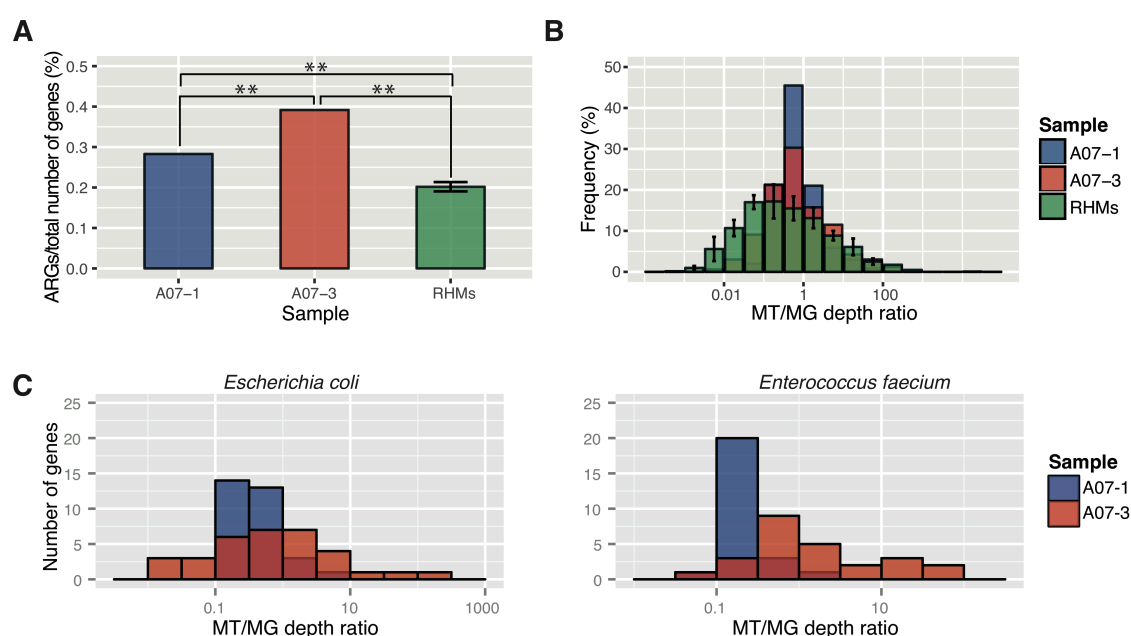 A
ARGs/total number of genes (%)
0.5
0.4
0.3
0.2
0.1
0.0
**
** **
A07–1 A07–3 RHMs
Sample
B
Frequency (%)
50
40
30
20
10
0
0.01 1 100
MT/MG depth ratio
Sample
A07–1
A07–3
RHMs
C
Escherichia coli
Number of genes
25
20
15
10
5
0
0.1 10 1000
MT/MG depth ratio
Enterococcus faecium
25
20
15
10
5
0
0.1 10
MT/MG depth ratio
Sample
A07-1
A07-3